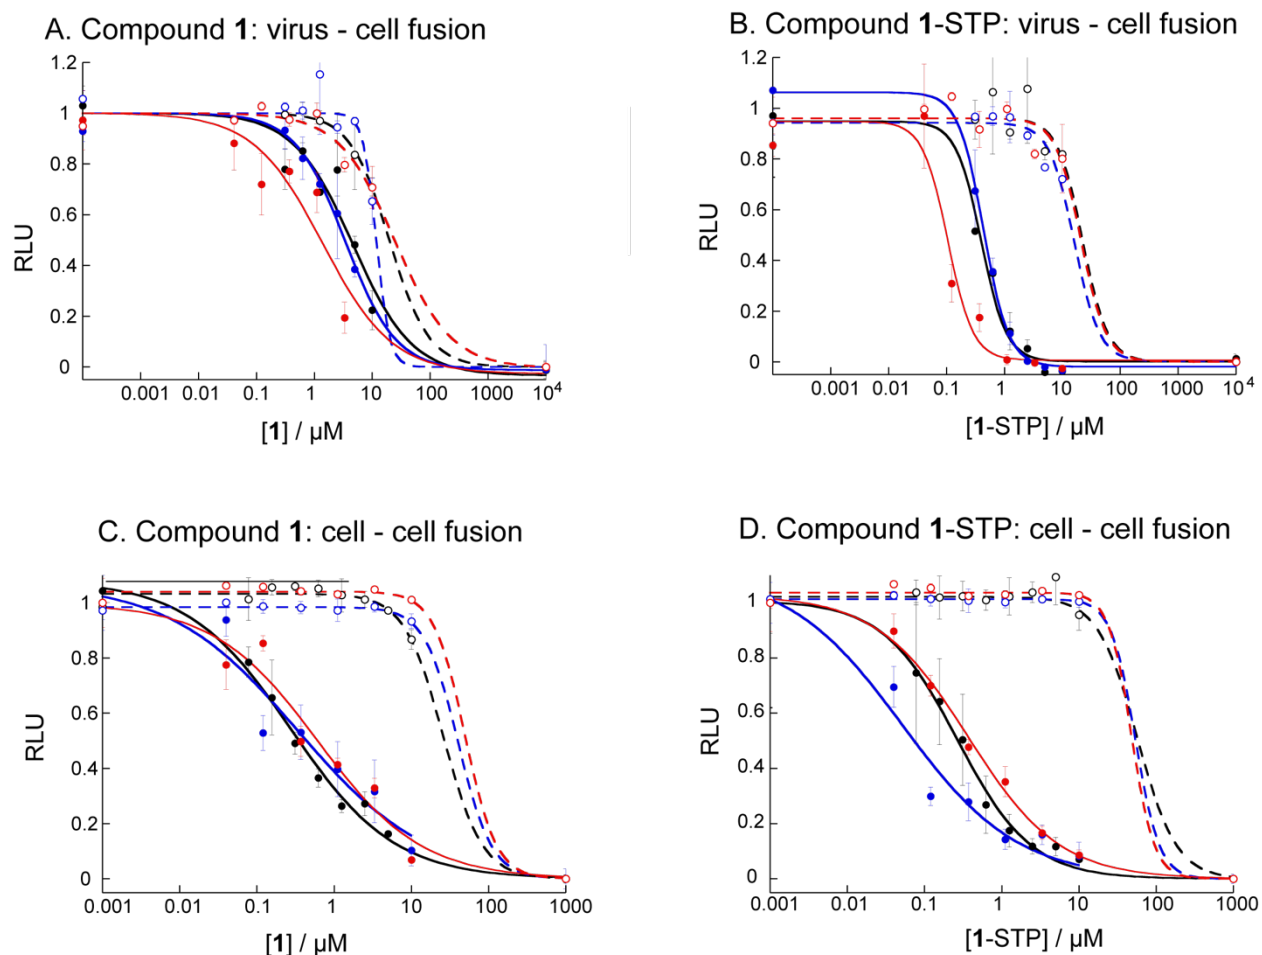 A. Compound 1: virus - cell fusion
1.2
1
0.8
0.6
0.4
0.2
0
RLU
0.001 0.01 0.1 1 10 100 1000 10⁴
[1] / µM
B. Compound 1-STP: virus - cell fusion
1.2
1
0.8
0.6
0.4
0.2
0
RLU
0.001 0.01 0.1 1 10 100 1000 10⁴
[1-STP] / µM
C. Compound 1: cell - cell fusion
1
0.8
0.6
0.4
0.2
0
RLU
0.001 0.01 0.1 1 10 100 1000
[1] / µM
D. Compound 1-STP: cell - cell fusion
1
0.8
0.6
0.4
0.2
0
RLU
0.001 0.01 0.1 1 10 100 1000
[1-STP] / µM